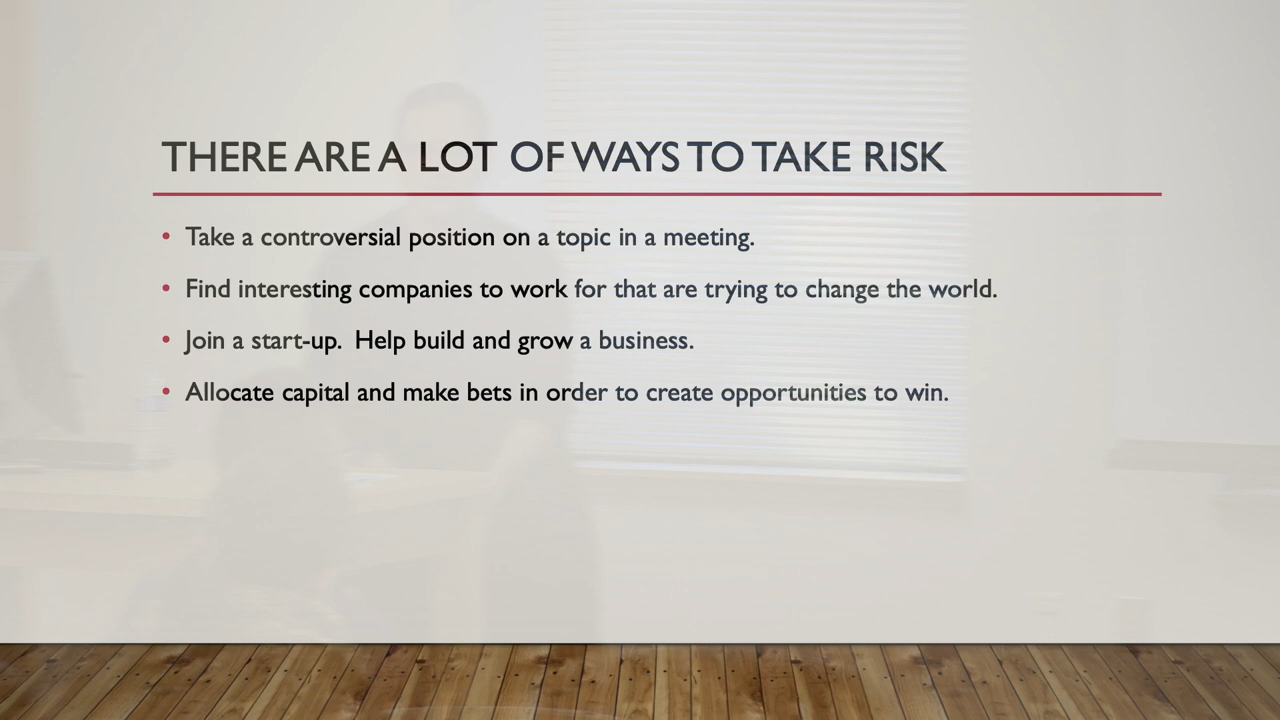 THERE ARE A LOT OF WAYS TO TAKE RISK
• Take a controversial position on a topic in a meeting.
• Find interesting companies to work for that are trying to change the world.
• Join a start-up.  Help build and grow a business.
• Allocate capital and make bets in order to create opportunities to win.